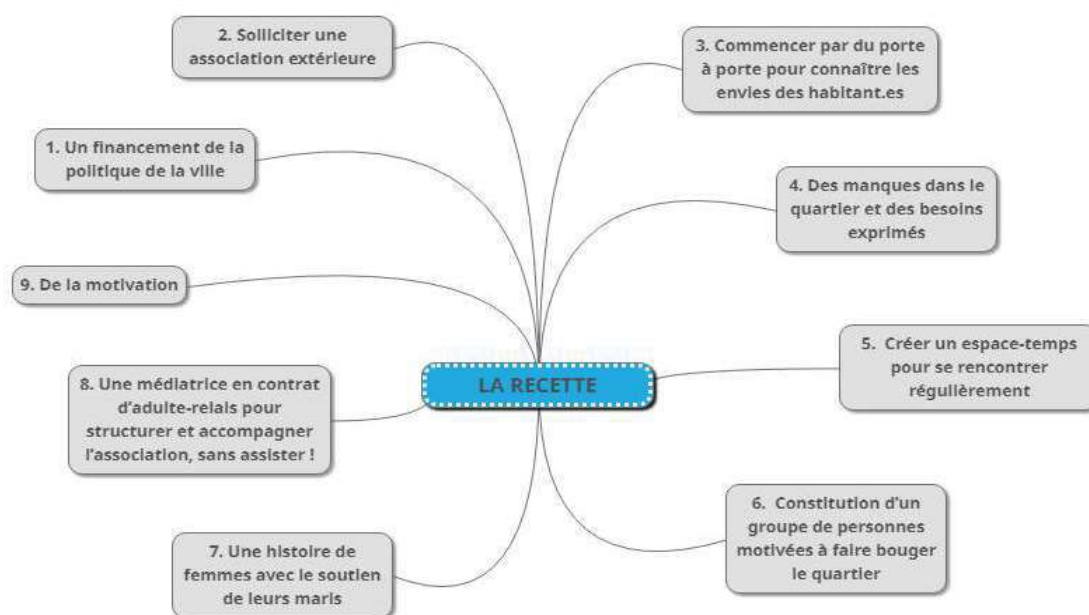 2. Solliciter une
association extérieure
3. Commencer par du porte
à porte pour connaître les
envies des habitant.es
1. Un financement de la
politique de la ville
4. Des manques dans le
quartier et des besoins
exprimés
9. De la motivation
5. Créer un espace-temps
pour se rencontrer
régulièrement
LA RECETTE
8. Une médiatrice en contrat
d'adulte-relais pour
structurer et accompagner
l'association, sans assister !
6. Constitution d'un
groupe de personnes
motivées à faire bouger
le quartier
7. Une histoire de
femmes avec le soutien
de leurs maris